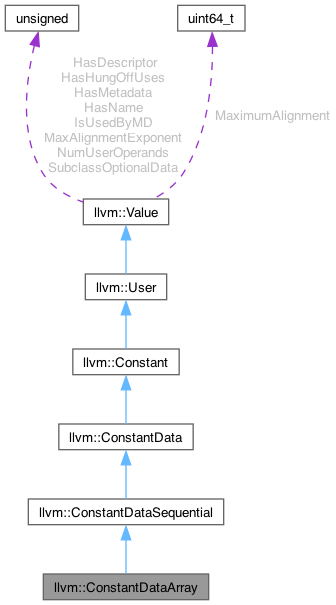 unsigned
uint64_t
HasDescriptor
HasHungOffUses
HasMetadata
HasName
IsUsedByMD
MaxAlignmentExponent
NumUserOperands
SubclassOptionalData
MaximumAlignment
llvm::Value
llvm::User
llvm::Constant
llvm::ConstantData
llvm::ConstantDataSequential
llvm::ConstantDataArray